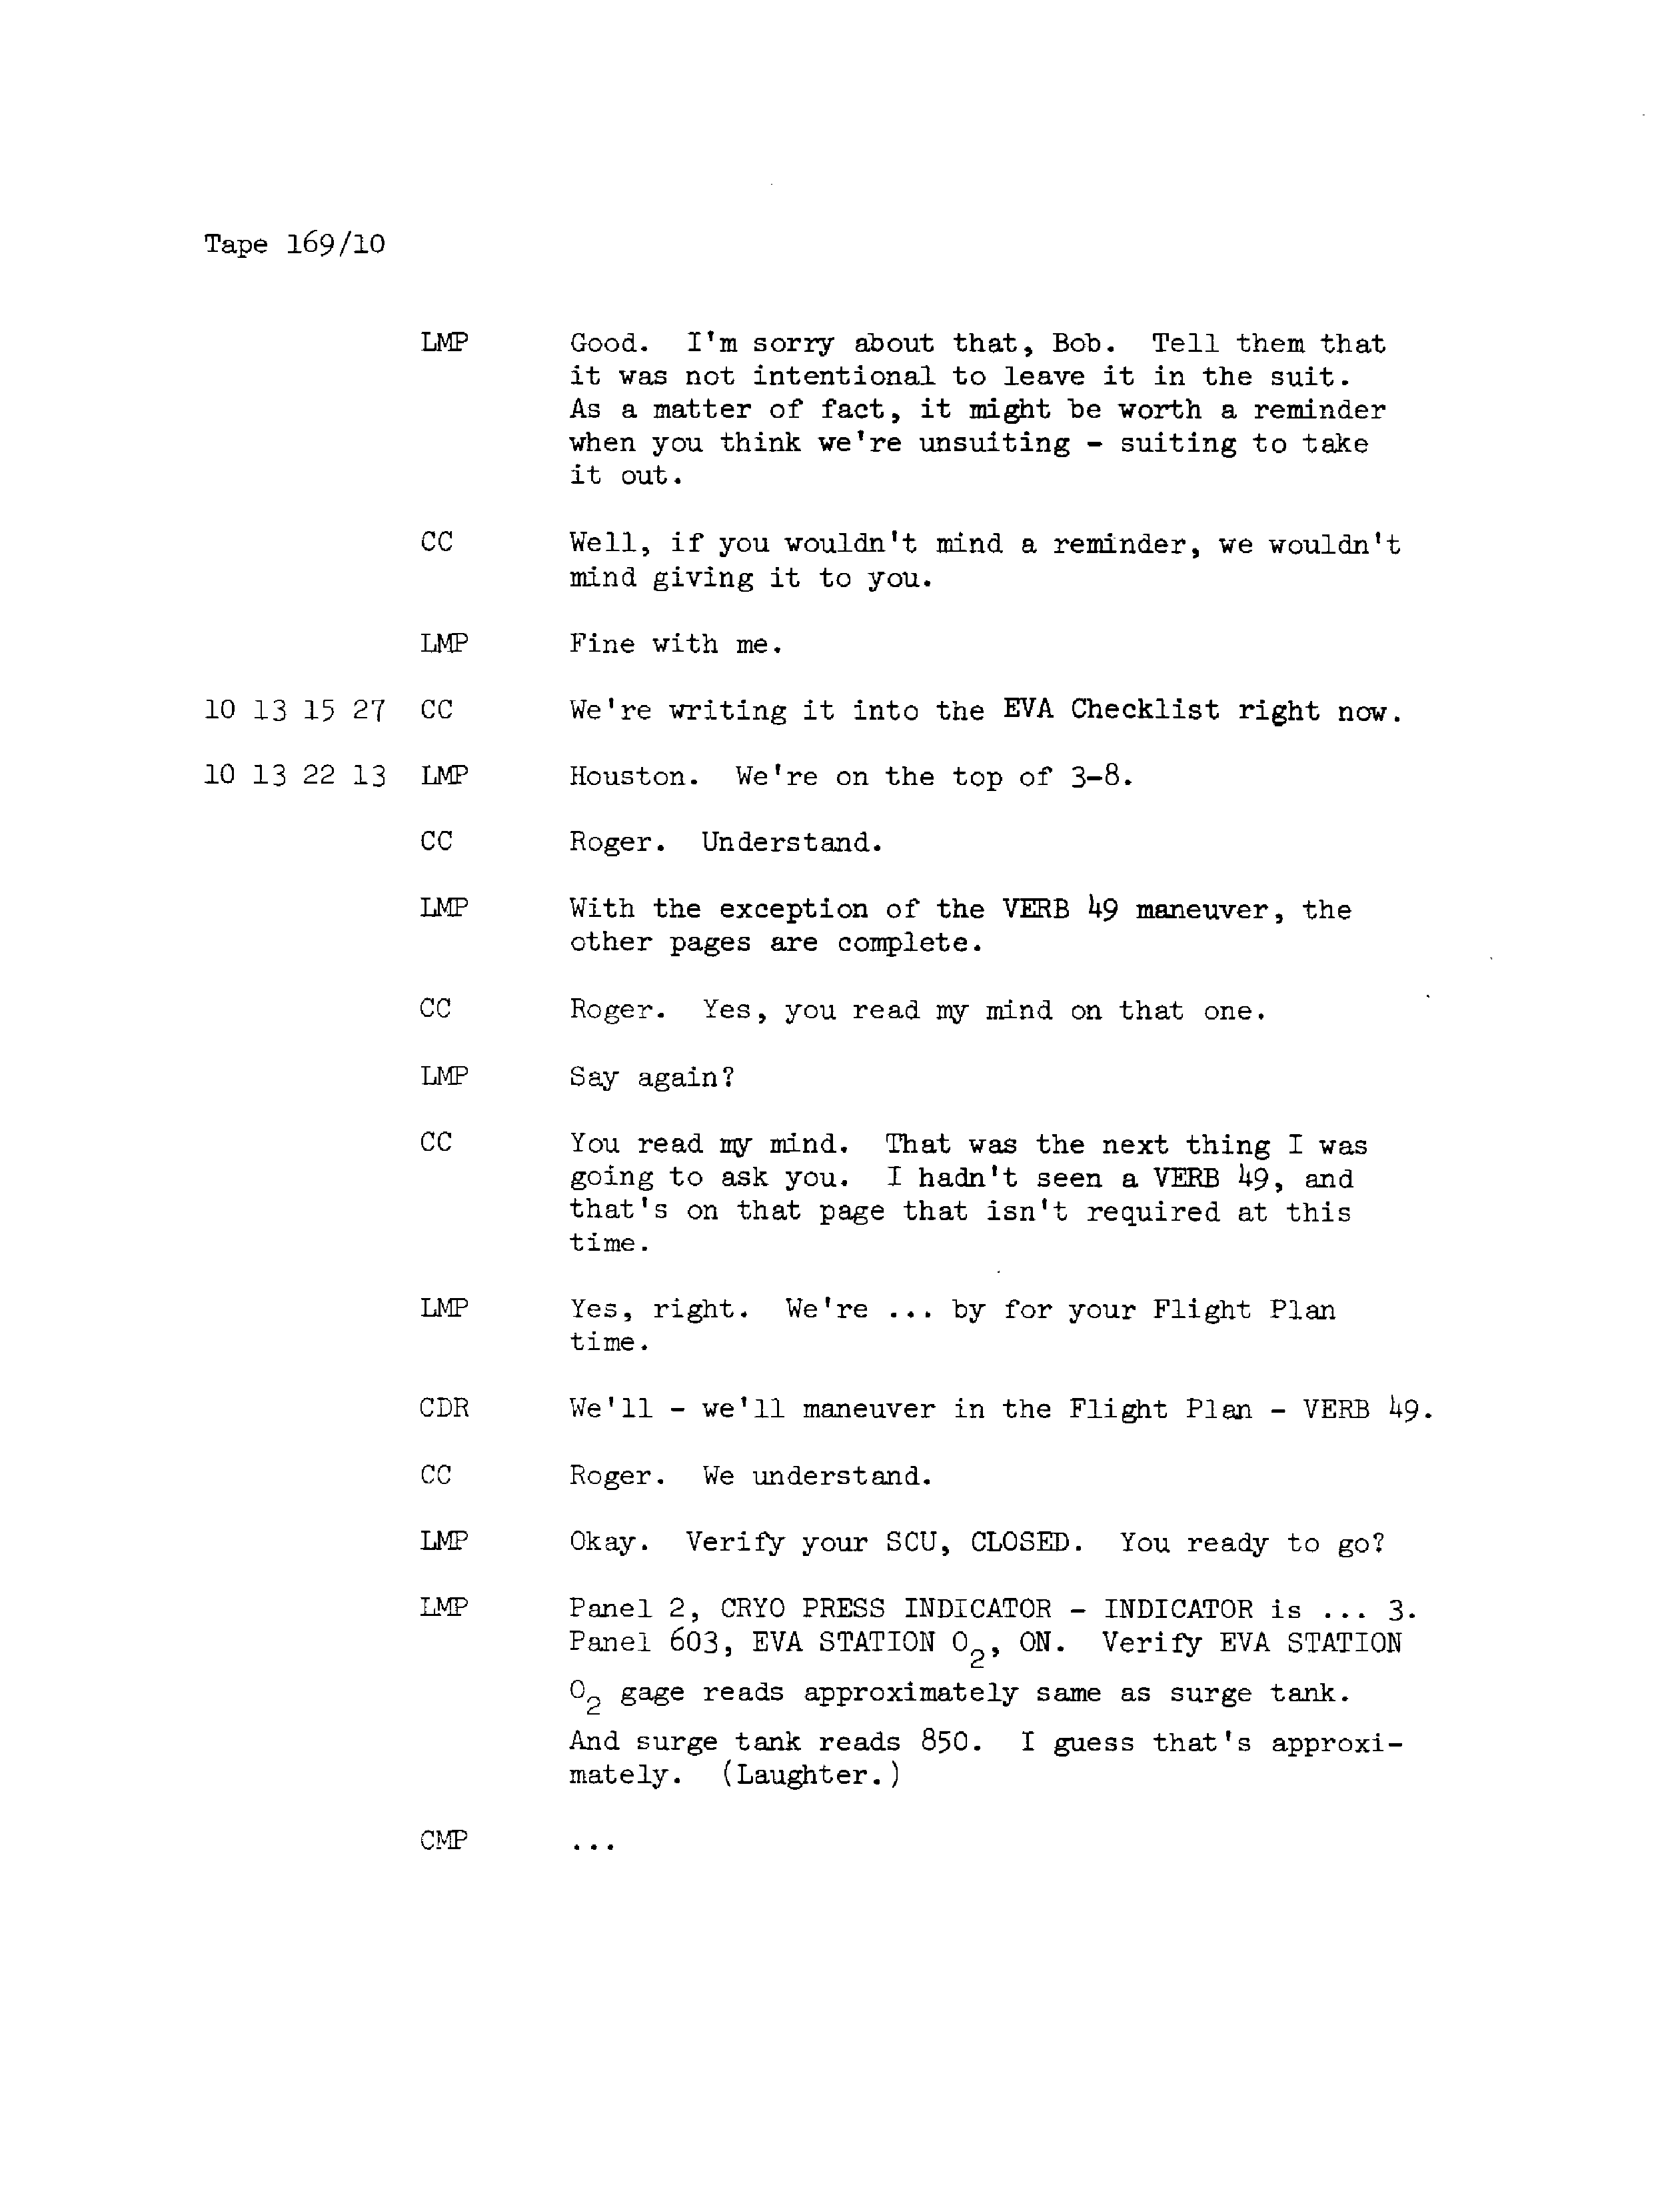 Tape 169/10
LMP Good. I'm sorry about that, Bob. Tell them that
it was not intentional to leave it in the suit.
As a matter of fact, it might be worth a reminder
when you think we're unsuiting - suiting to take
it out.
CC Well, if you wouldn't mind a reminder, we wouldn't
mind giving it to you.
LMP Fine with me.
10 13 15 27 CC We're writing it into the EVA Checklist right now.
10 13 22 13 LMP Houston. We're on the top of 3-8.
CC Roger. Understand.
LMP With the exception of the VERB 49 maneuver, the
other pages are complete.
CC Roger. Yes, you read my mind on that one.
LMP Say again?
CC You read my mind. That was the next thing I was
going to ask you. I hadn't seen a VERB 49, and
that's on that page that isn't required at this
time.
LMP Yes, right. We're ... by for your Flight Plan
time.
CDR We'll - we'll maneuver in the Flight Plan - VERB 49.
CC Roger. We understand.
LMP Okay. Verify your SCU, CLOSED. You ready to go?
LMP Panel 2, CRYO PRESS INDICATOR - INDICATOR is ... 3.
Panel 603, EVA STATION O2, ON. Verify EVA STATION
O2 gage reads approximately same as surge tank.
And surge tank reads 850. I guess that's approxi-
mately. (Laughter.)
CMP ...